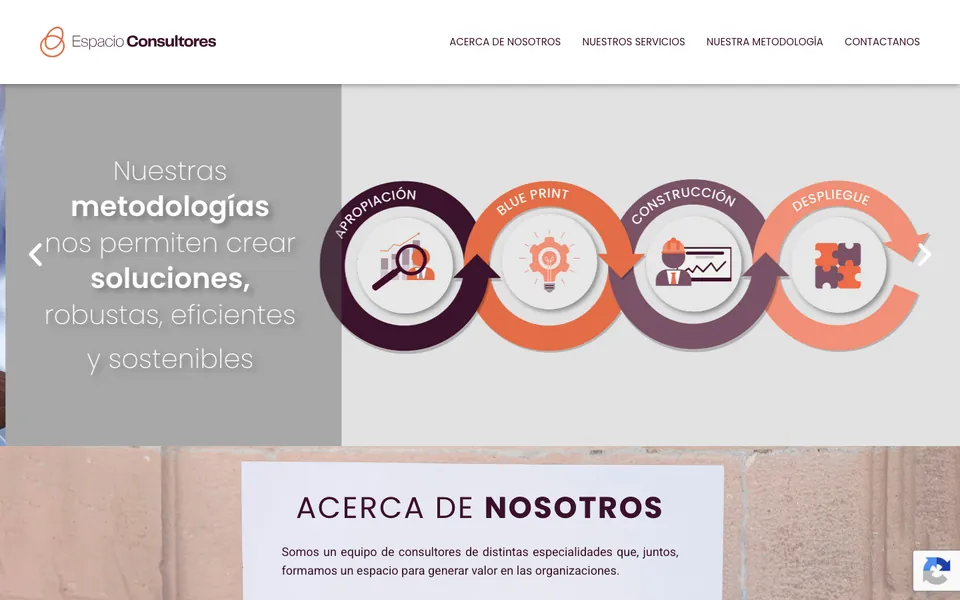 Espacio Consultores
ACERCA DE NOSOTROS
NUESTROS SERVICIOS
NUESTRA METODOLOGÍA
CONTACTANOS
Nuestras
metodologías
nos permiten crear
soluciones,
robustas, eficientes
y sostenibles
APROPIACIÓN
BLUE PRINT
CONSTRUCCIÓN
DESPLIEGUE
ACERCA DE NOSOTROS
Somos un equipo de consultores de distintas especialidades que, juntos,
formamos un espacio para generar valor en las organizaciones.